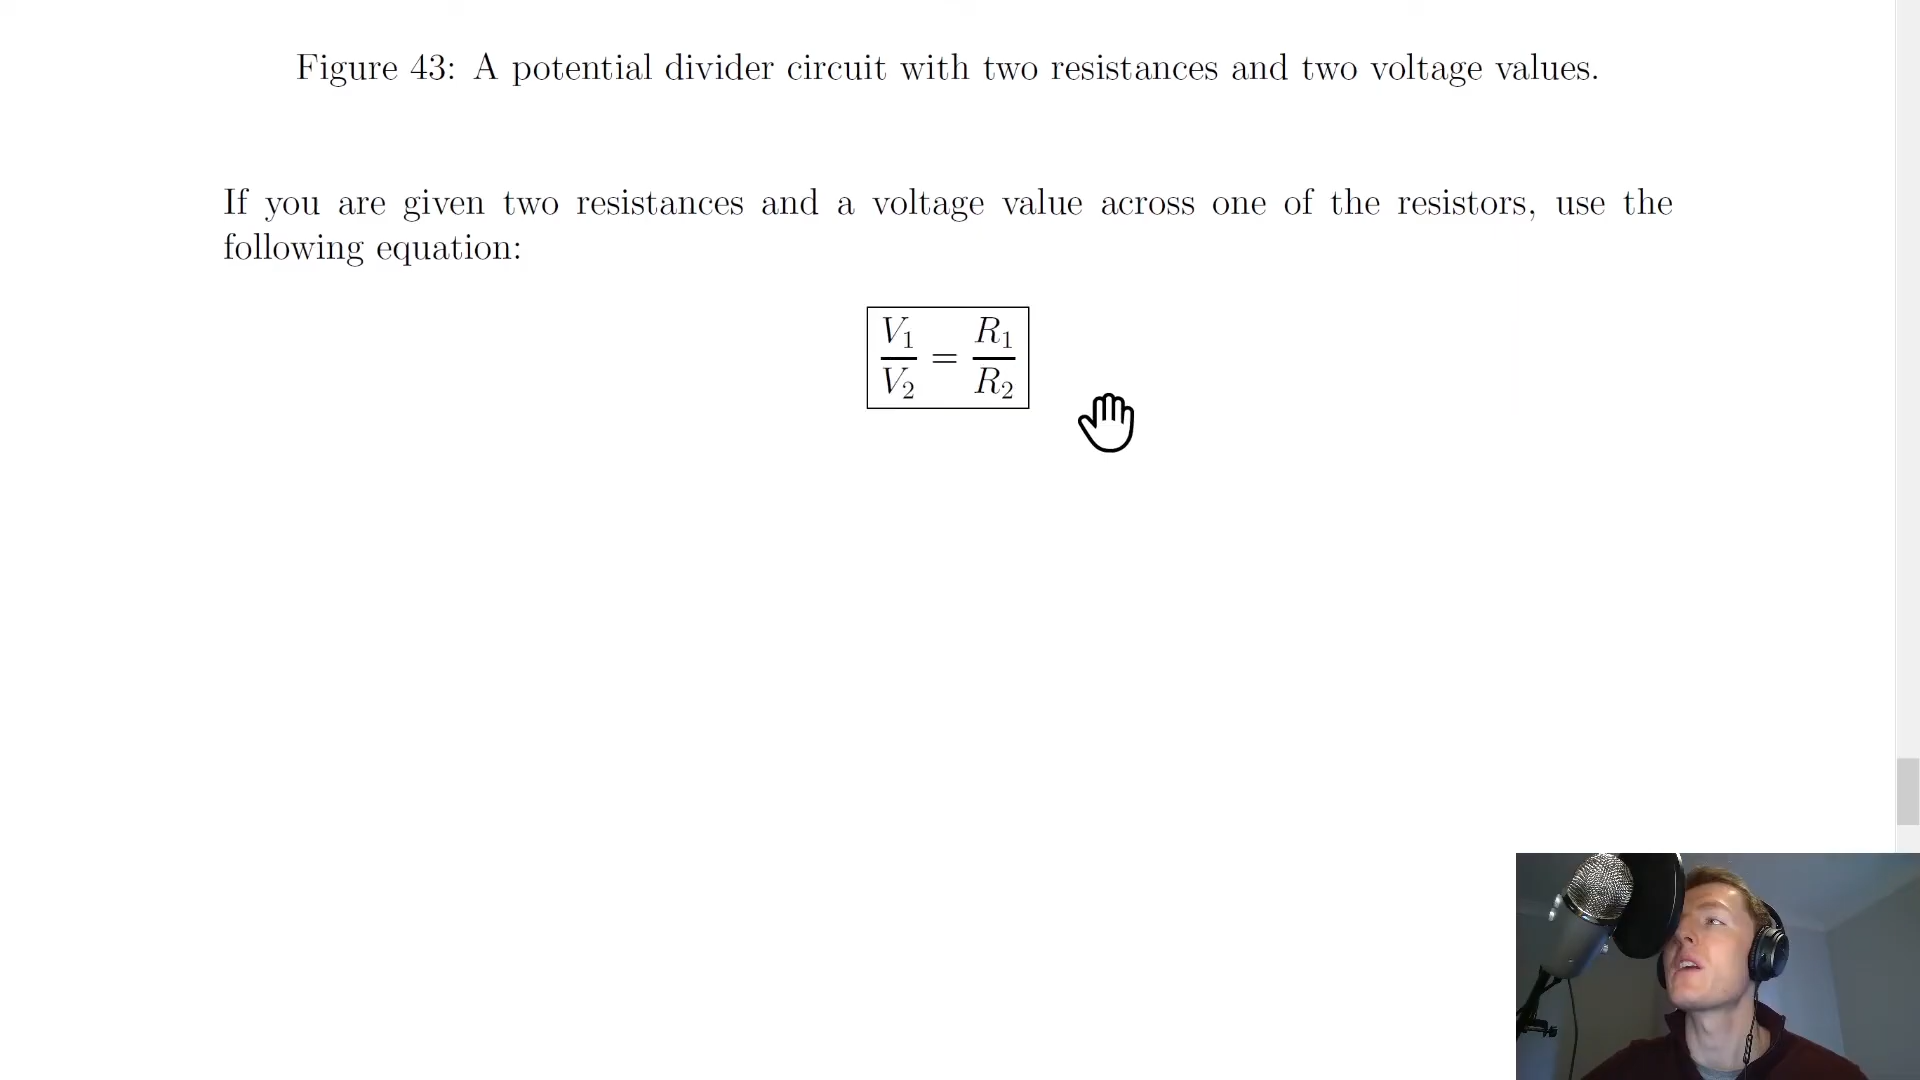 Figure 43: A potential divider circuit with two resistances and two voltage values.
If you are given two resistances and a voltage value across one of the resistors, use the
following equation:
V₁/V₂ = R₁/R₂